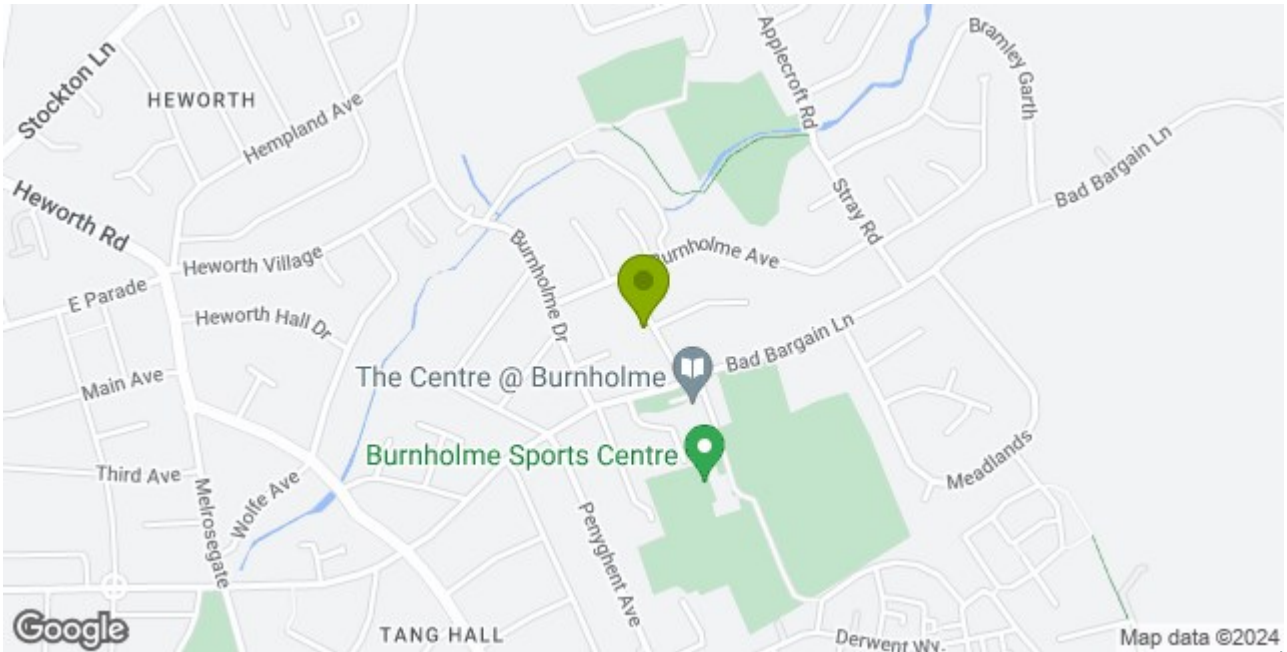 Stockton Ln
HEWORTH
Hempland Ave
Applecroft Rd
Bramley Garth
Bad Bargain Ln
Heworth Rd
Stray Rd
Heworth Village
Burnholme Dr
Burnholme Ave
E Parade
Heworth Hall Dr
Bad Bargain Ln
Main Ave
The Centre @ Burnholme
Burnholme Sports Centre
Third Ave
Melrosegate
Wolfe Ave
Penyghent Ave
Meadlands
TANG HALL
Derwent Wy.
Google
Map data ©2024